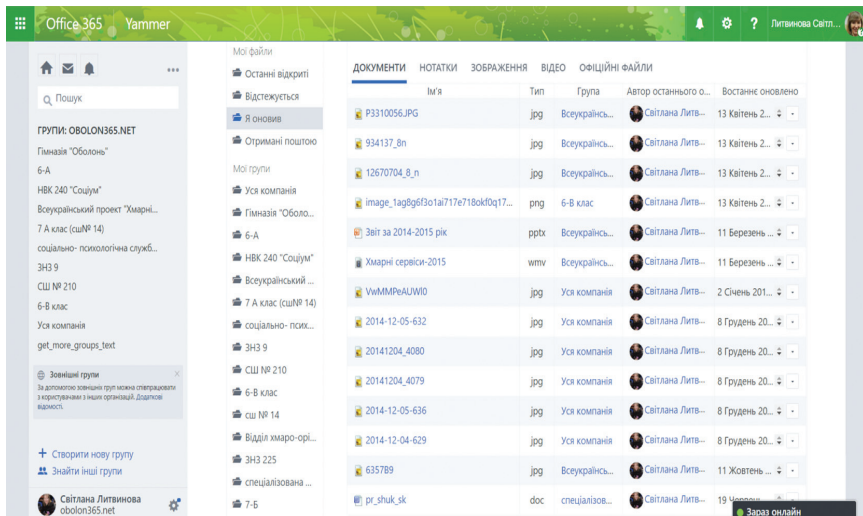 Office 365 Yammer
? Литвинова Світл...
Пошук
ГРУПИ: OBOLON365.NET
Гімназія "Оболонь"
6-А
НВК 240 "Соціум"
Всеукраїнський проект "Хмарні...
7 А клас (сш№ 14)
соціально- психологічна служб...
ЗНЗ 9
СШ № 210
6-В клас
Уся компанія
get_more_groups_text
Зовнішні групи
За допомогою зовнішніх груп можна співпрацювати
з користувачами з інших організацій. Додаткові
відомості.
Створити нову групу
Знайти інші групи
Світлана Литвинова
obolon365.net
Мої файли
Останні відкриті
Відстежується
Я оновив
Отримані поштою
Мої групи
Уся компанія
Гімназія "Оболо...
6-А
НВК 240 "Соціум"
Всеукраїнський ...
7 А клас (сш№ 14)
соціально- псих...
ЗНЗ 9
СШ № 210
6-В клас
сш № 14
Відділ хмаро-орі...
ЗНЗ 225
спеціалізована ...
7-Б
ДОКУМЕНТИ НОТАТКИ ЗОБРАЖЕННЯ ВІДЕО ОФІЦІЙНІ ФАЙЛИ
Ім'я Тип Група Автор останнього о... Востаннє оновлено
P3310056.JPG jpg Всеукраїнсь... Світлана Литв... 13 Квітень 2...
934137_8n jpg Всеукраїнсь... Світлана Литв... 13 Квітень 2...
12670704_8_n jpg Всеукраїнсь... Світлана Литв... 13 Квітень 2...
image_1ag8g6f3o1ai717e718okf0q17... png 6-В клас Світлана Литв... 13 Квітень 2...
Звіт за 2014-2015 рік pptx Всеукраїнсь... Світлана Литв... 11 Березень ...
Хмарні сервіси-2015 wmv Всеукраїнсь... Світлана Литв... 11 Березень ...
VwMMPeAUWI0 jpg Уся компанія Світлана Литв... 2 Січень 201...
2014-12-05-632 jpg Уся компанія Світлана Литв... 8 Грудень 20...
20141204_4080 jpg Уся компанія Світлана Литв... 8 Грудень 20...
20141204_4079 jpg Уся компанія Світлана Литв... 8 Грудень 20...
2014-12-05-636 jpg Уся компанія Світлана Литв... 8 Грудень 20...
2014-12-04-629 jpg Уся компанія Світлана Литв... 8 Грудень 20...
635789 jpg Всеукраїнсь... Світлана Литв... 11 Жовтень ...
pr_shuk_sk doc спеціалізов... Світлана Литв... 19
Зараз онлайн